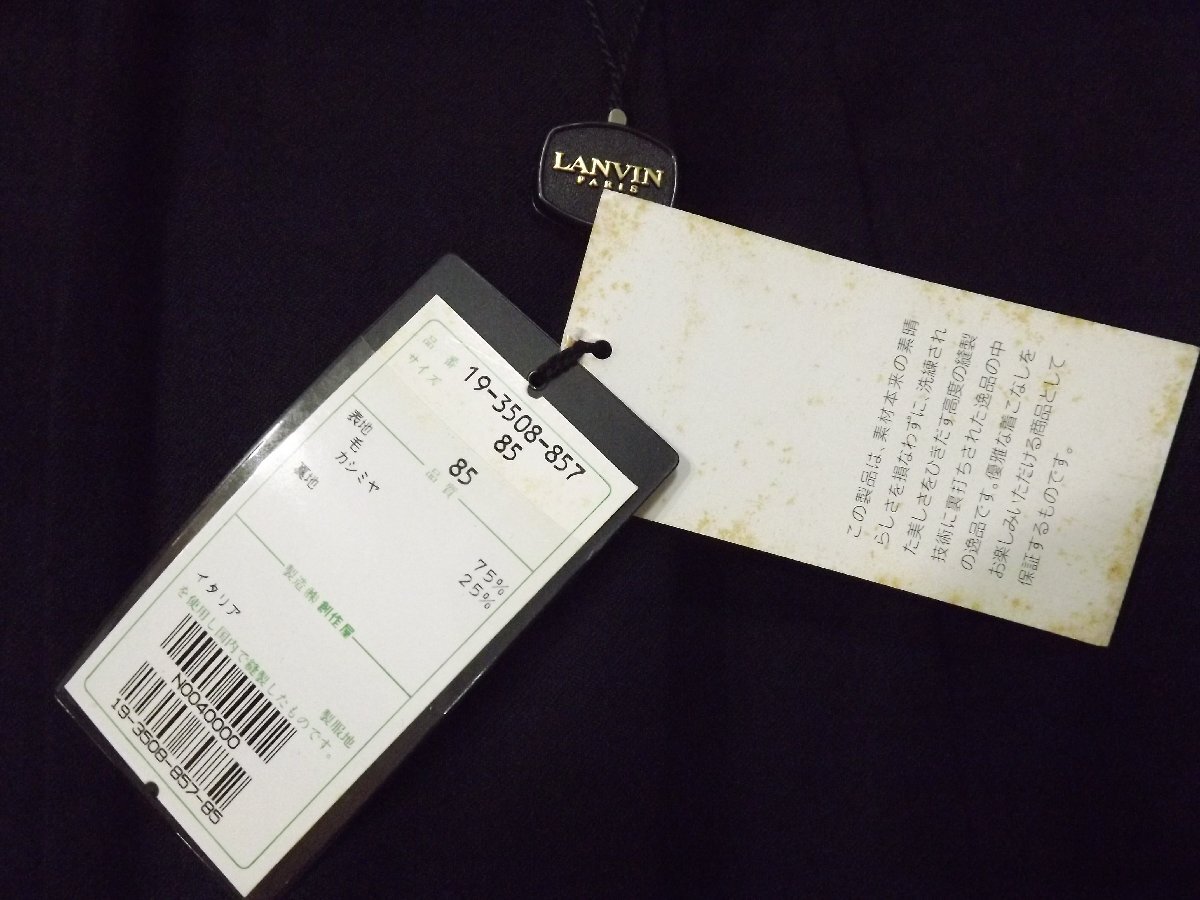 LANVIN
PARIS
この製品は、素材本来の素晴
らしさを損なわずに、洗練され
た美しさをひきだす高度の縫製
技術に裏打ちされた逸品の中
の逸品です。優雅な着こなしを
お楽しみいただける商品として
保証するものです。
品番 19-3508-857
サイズ 85
品質
表地 85
毛 75%
カシミヤ 25%
裏地
製造 ㈱創作屋
イタリア 製服地
を使用し国内で縫製したものです。
N0040000
19-3508-857-85